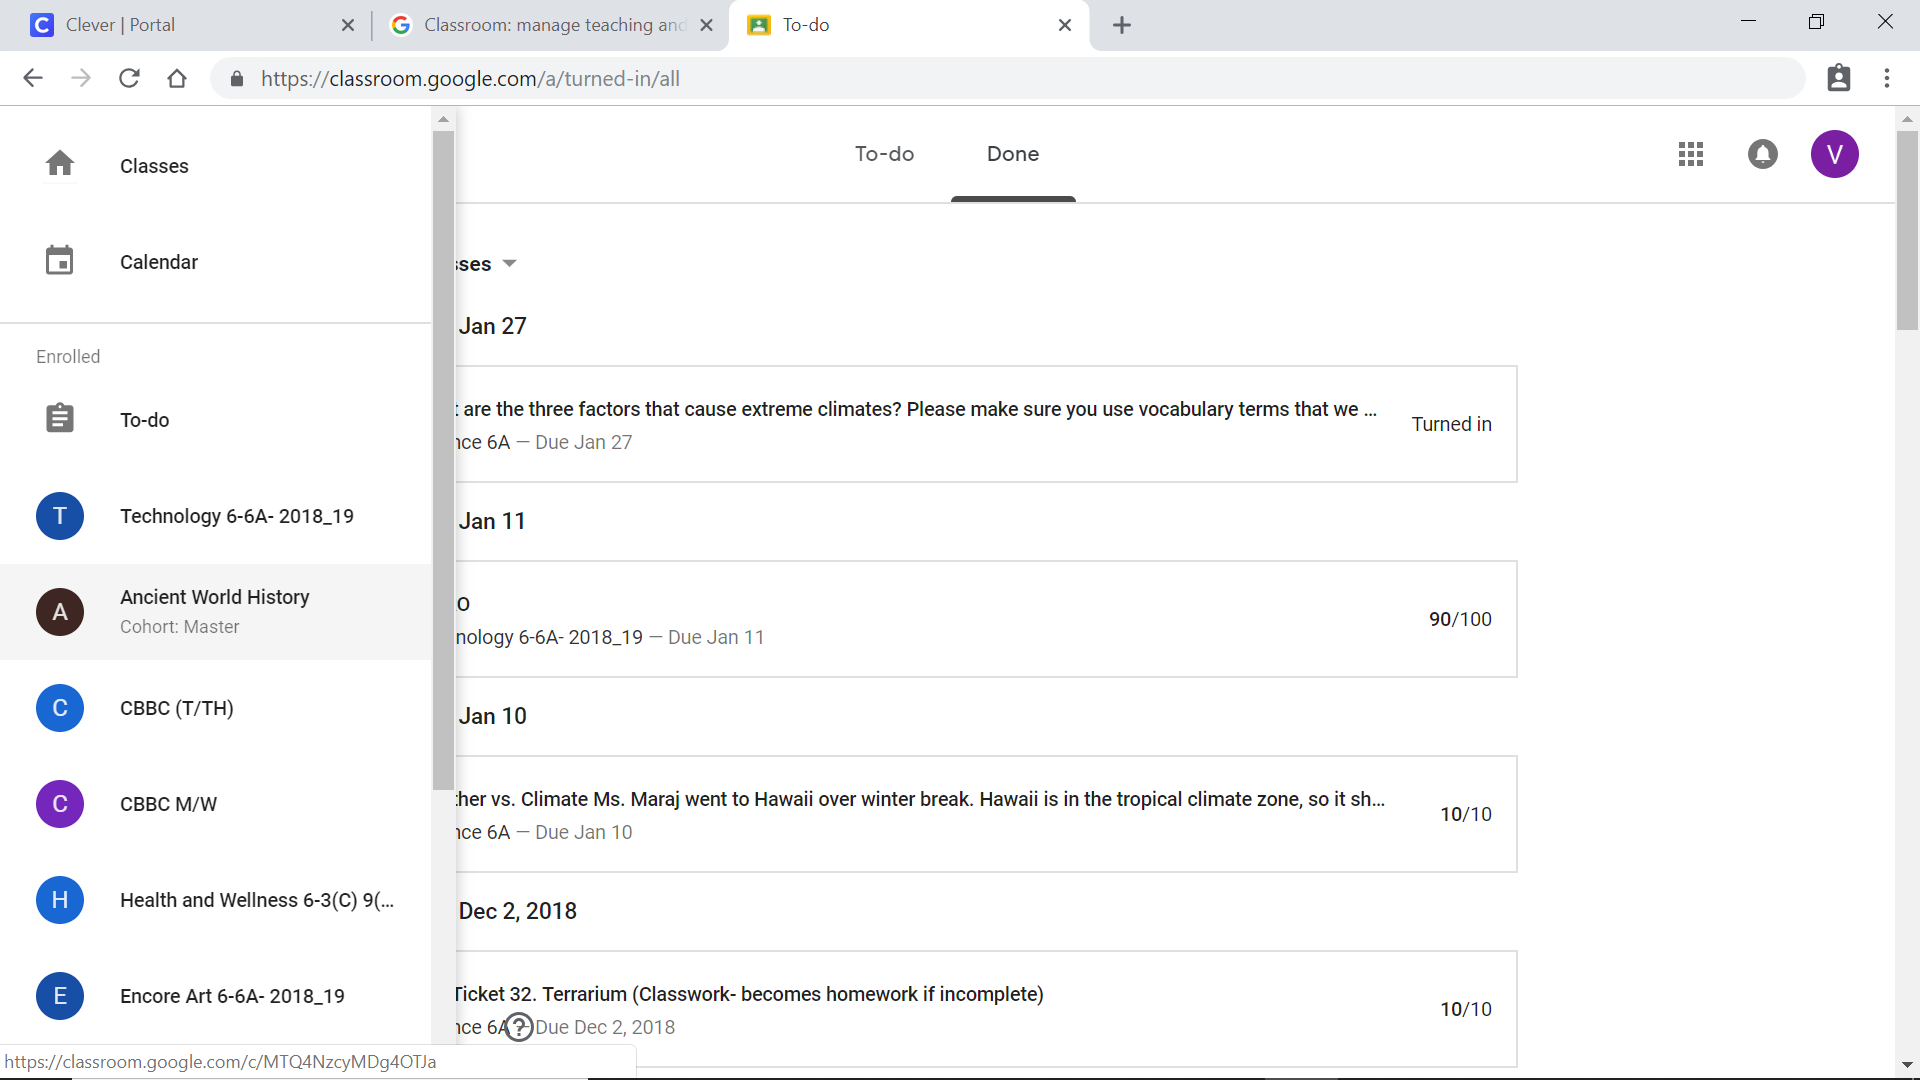 Clever | Portal
Classroom: manage teaching and
To-do
https://classroom.google.com/a/turned-in/all
Classes
Calendar
Enrolled
To-do
T Technology 6-6A- 2018_19
A Ancient World History
Cohort: Master
C CBBC (T/TH)
C CBBC M/W
H Health and Wellness 6-3(C) 9(...
E Encore Art 6-6A- 2018_19
https://classroom.google.com/c/MTQ4NzcyMDg4OTJa
To-do Done
V
sses
Jan 27
t are the three factors that cause extreme climates? Please make sure you use vocabulary terms that we ...
nce 6A — Due Jan 27
Turned in
Jan 11
O
nology 6-6A- 2018_19 — Due Jan 11
90/100
Jan 10
ther vs. Climate Ms. Maraj went to Hawaii over winter break. Hawaii is in the tropical climate zone, so it sh...
nce 6A — Due Jan 10
10/10
Dec 2, 2018
Ticket 32. Terrarium (Classwork- becomes homework if incomplete)
nce 6A Due Dec 2, 2018
10/10